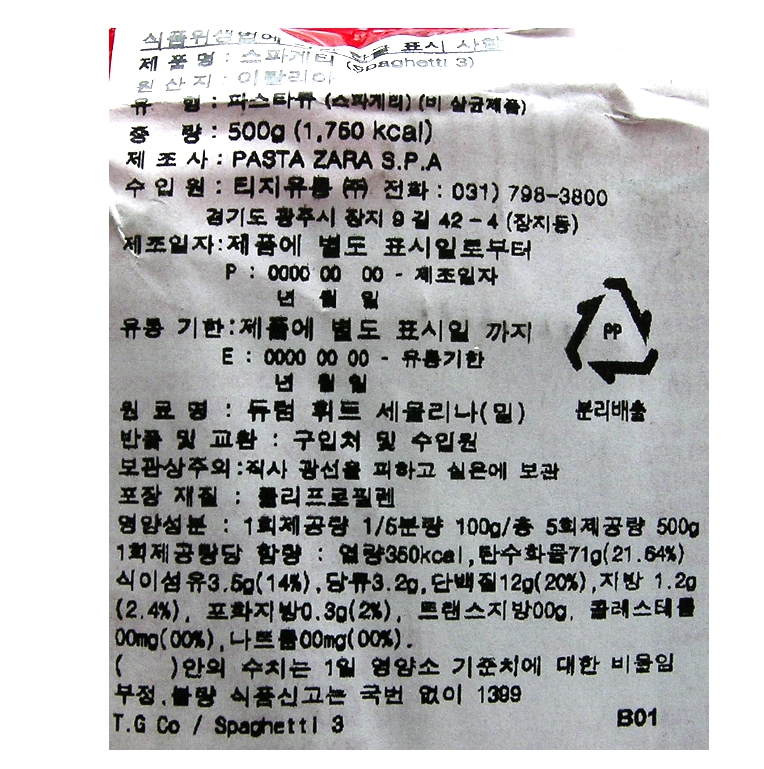 식품위생법에 의한 한글 표시 사항
제 품 명 : 스파게티 (Spaghetti 3)
원 산 지 : 이탈리아
유 형 : 파스타류 (스파게티) (비 살균제품)
중 량 : 500g (1,750 kcal)
제 조 사 : PASTA ZARA S.P.A
수 입 원 : 티지유통 ㈜ 전화 : 031) 798-3800
경기도 광주시 장지 9 길 42-4 (장지동)
제조일자:제품에 별도 표시일로부터
P : 0000 00 00 - 제조일자
년 월 일
유통 기한:제품에 별도 표시일 까지
E : 0000 00 00 - 유통기한
년 월 일
PP
원 료 명 : 듀럼 휘트 세몰리나(밀)
분리배출
반품 및 교환 : 구입처 및 수입원
보관상주의:직사 광선을 피하고 실온에 보관
포장 재질 : 폴리프로필렌
영양성분 : 1회제공량 1/5분량 100g/총 5회제공량 500g
1회제공량당 함량 : 열량350kcal,탄수화물71g(21.64%)
식이섬유3.5g(14%),당류3.2g,단백질12g(20%),지방 1.2g
(2.4%), 포화지방0.3g(2%), 트랜스지방00g, 콜레스테롤
00mg(00%),나트륨00mg(00%).
( )안의 수치는 1일 영양소 기준치에 대한 비율임
부정,불량 식품신고는 국번 없이 1399
T.G Co / Spaghetti 3
B01